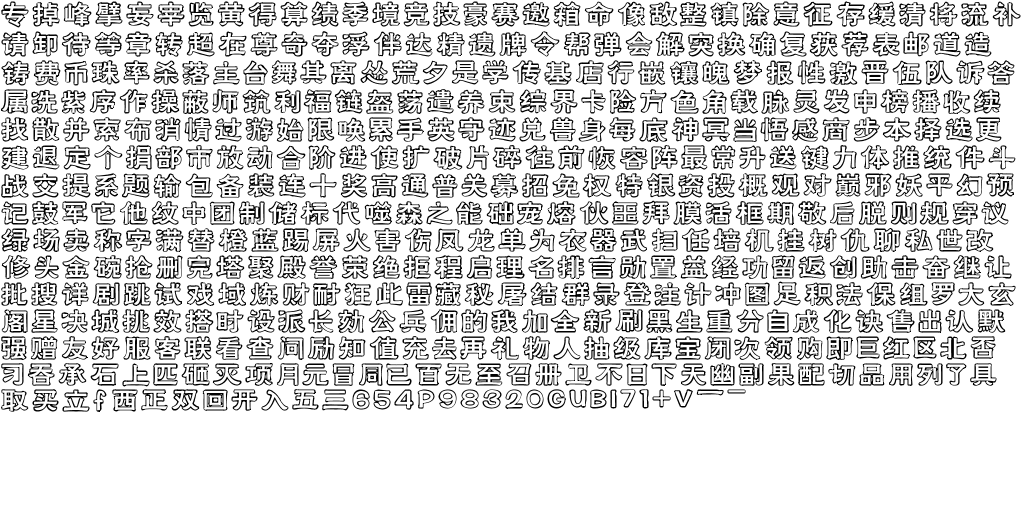 专掉峰擘妄宰览黄得算绩季境竞技豪赛邀箱命像敌整镇除意征存缓清将流补
请卸待等章转超在尊奇夺浮伴达精遗牌令帮弹会解实换确复获荐表邮道造
铸费币珠率杀落主台舞其离怂荒夕是学传基店行嵌镶魄梦报性激晋伍队诉答
属洗紫序作操蔽师筑利福链盔荡遣养束综界卡险方色角载脉灵发申榜播收续
找散并索布消情过游始限唤累手英守迹兑兽身每底神冥当悟感商步本择选更
建退定个捐部市放动合阶进使扩破片碎往前恢容阵最常升送键力体推统件斗
战交提系题输包备装连十奖高通普关募招免权特银资投概观对巅邪妖平幻预
记鼓军它他纹中团制储标代噬森之能础宠熔伙亚拜膜活框期敬后脱则规穿议
绿场卖称字满替橙蓝踢屏火害伤凤龙单为衣器武扫任培机挂树仇聊私世改
修头金碗抢删完塔聚殿誉荣绝拒程启理名排言勋置益经功留返创助击奋继让
批搜详剧跳试戏域炼财耐狂此雷藏秘屠结群录登注计冲图足积法保组罗大玄
阁星决城挑效搭时设派长劾公兵佣的我加全新刷黑生重分自成化诀售出认默
强赠友好服客联看查问励知值充去再礼物人抽级库宝闭次领购即巨红区北否
习吞承石上匹砸灭项月元冒同己百无至召册卫不日下天幽副果配切品用列了具
取买立f西正双回开入五三654P98320GUBI71+V一一